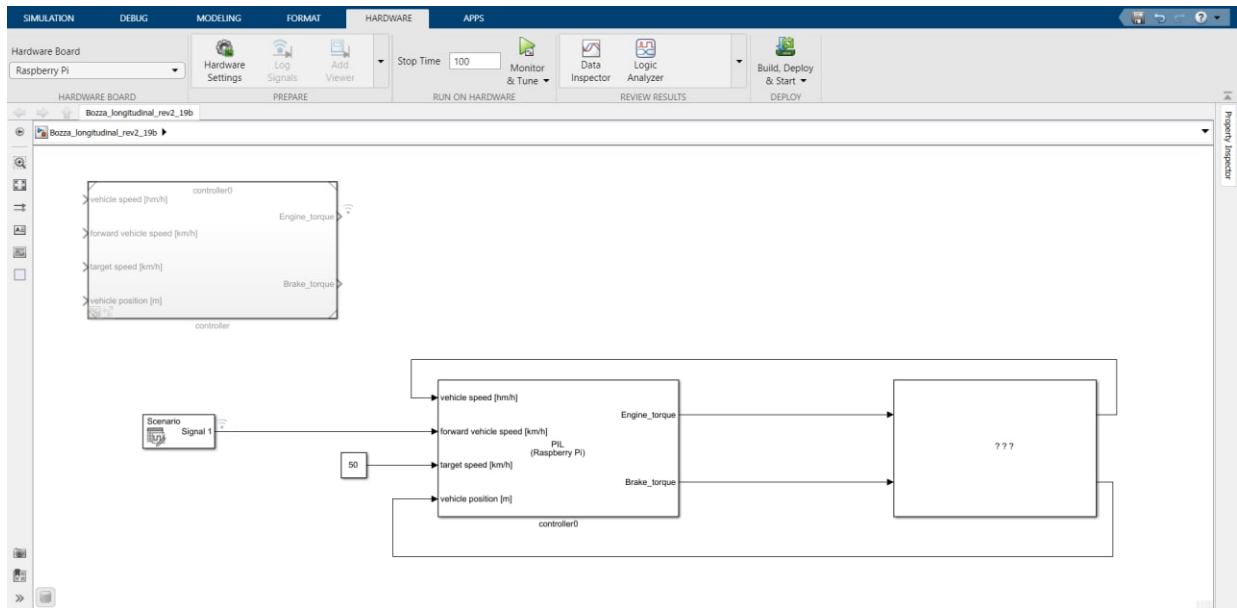 SIMULATION DEBUG MODELING FORMAT HARDWARE APPS
Hardware Board
Raspberry Pi
HARDWARE BOARD
Hardware Settings
Log Signals
Add Viewer
PREPARE
Stop Time 100
Monitor & Tune
RUN ON HARDWARE
Data Inspector
Logic Analyzer
REVIEW RESULTS
Build, Deploy & Start
DEPLOY
Bozza_longitudinal_rev2_19b
Bozza_longitudinal_rev2_19b
Property Inspector
controller0
vehicle speed [hm/h]
Engine_torque
forward vehicle speed [km/h]
target speed [km/h]
Brake_torque
vehicle position [m]
controller
Scenario
Signal 1
50
vehicle speed [hm/h]
Engine_torque
forward vehicle speed [km/h]
PIL
(Raspberry Pi)
target speed [km/h]
Brake_torque
vehicle position [m]
controller0
? ? ?